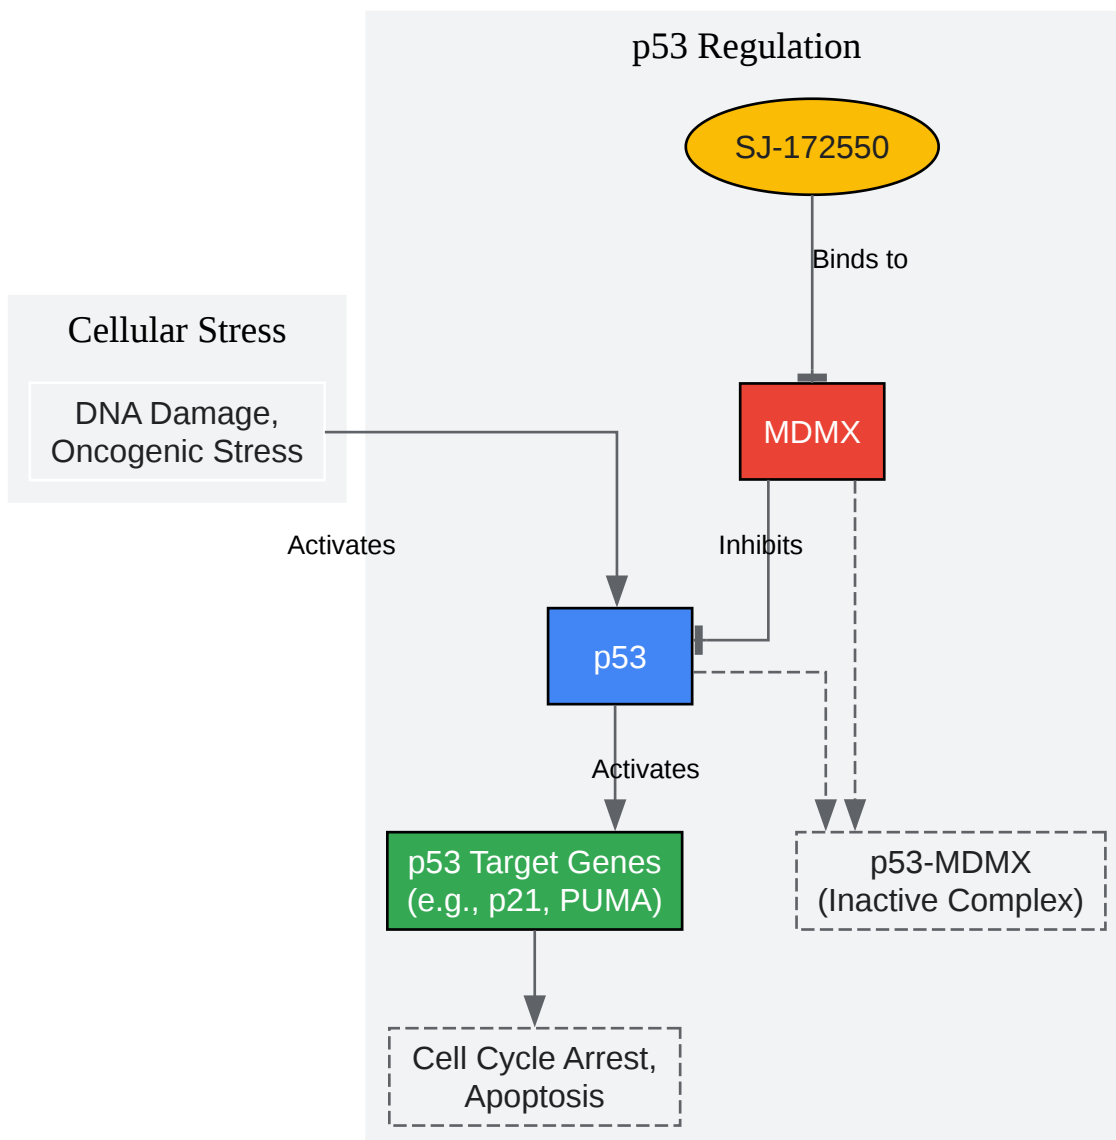 p53 Regulation
SJ-172550
Binds to
Cellular Stress
DNA Damage,
Oncogenic Stress
MDMX
Activates
Inhibits
p53
Activates
p53 Target Genes
(e.g., p21, PUMA)
p53-MDMX
(Inactive Complex)
Cell Cycle Arrest,
Apoptosis